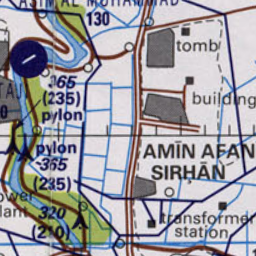 130
tomb
365
(235)
pylon
building
pylon
365
(235)
AMĪN AFAN
SIRHĀN
320
(210)
transformer
station